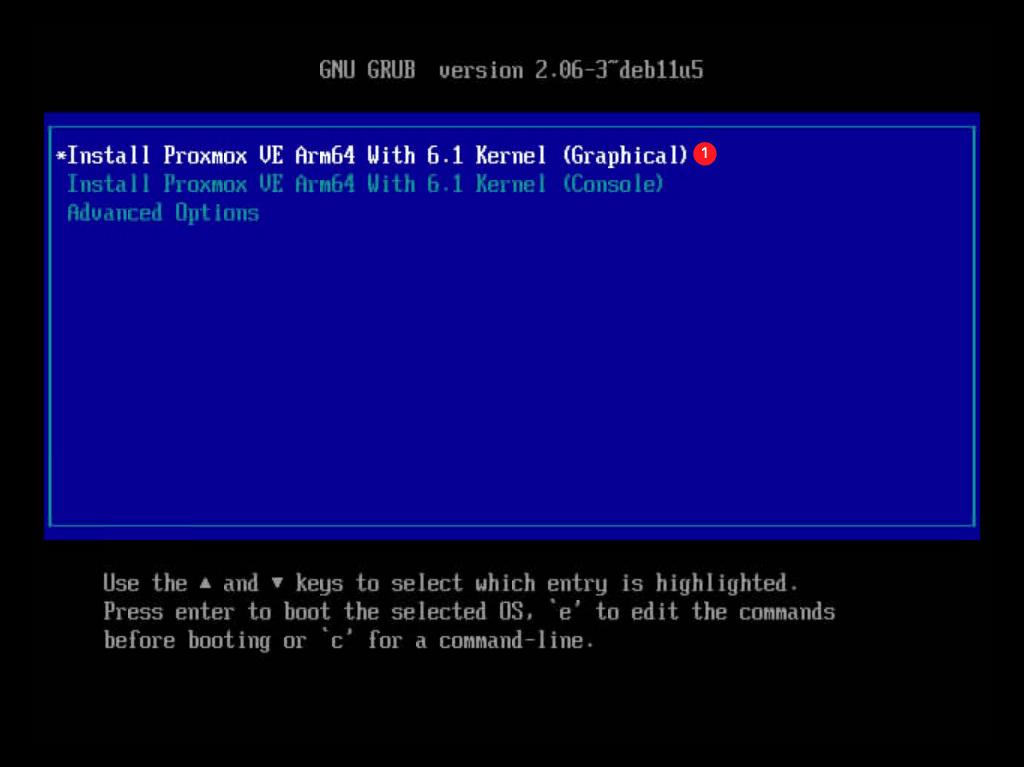 GNU GRUB  version 2.06-3~deb11u5
*Install Proxmox VE Arm64 With 6.1 Kernel (Graphical) 1
Install Proxmox VE Arm64 With 6.1 Kernel (Console)
Advanced Options
Use the ▲ and ▼ keys to select which entry is highlighted.
Press enter to boot the selected OS, `e' to edit the commands
before booting or `c' for a command-line.